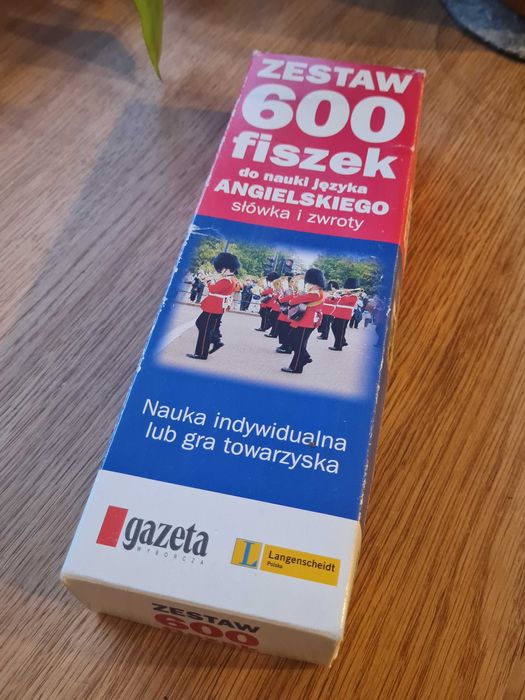 ZESTAW
600
fiszek
do nauki języka
ANGIELSKIEGO
słówka i zwroty
Nauka indywidualna
lub gra towarzyska
gazeta
WYBORCZA
L
Langenscheidt
Polska
ZESTAW
600